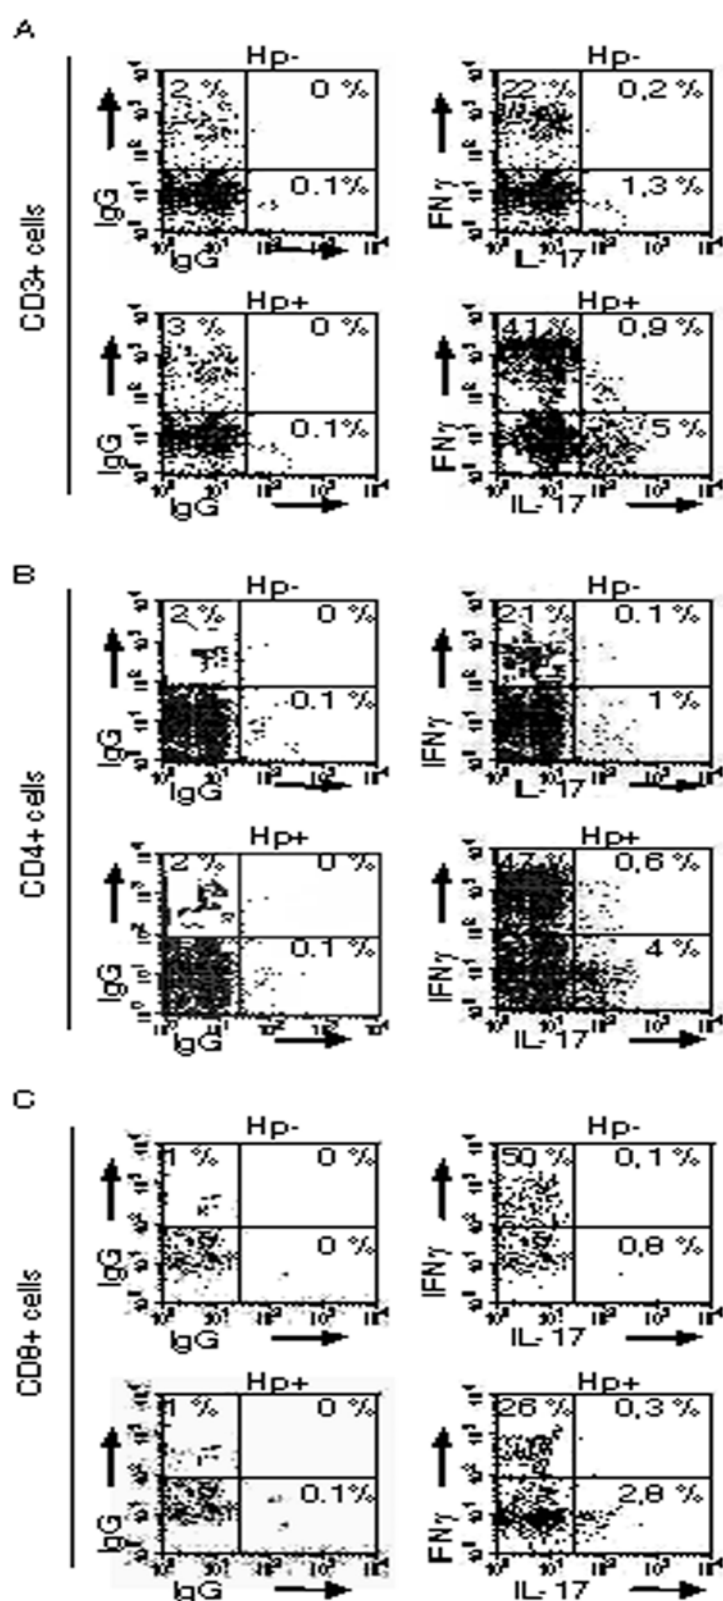 A
CD3+ cells
Hp-
2 % 0 %
0.1%
IgG
IgG
Hp-
22 % 0,2 %
1,3 %
FNγ
IL-17
Hp+
3 % 0 %
0.1%
IgG
IgG
Hp+
41 % 0,9 %
5 %
FNγ
IL-17
B
CD4+ cells
Hp-
2 % 0 %
0.1 %
IgG
IgG
Hp-
21 % 0.1 %
1 %
IFNγ
IL-17
Hp+
2 % 0 %
0.1 %
IgG
IgG
Hp+
47 % 0,6 %
4 %
IFNγ
IL-17
C
CD8+ cells
Hp-
1 % 0 %
0 %
IgG
IgG
Hp-
50 % 0,1 %
0,8 %
IFNγ
IL-17
Hp+
1 % 0 %
0.1%
IgG
IgG
Hp+
26 % 0,3 %
2,8 %
FNγ
IL-17